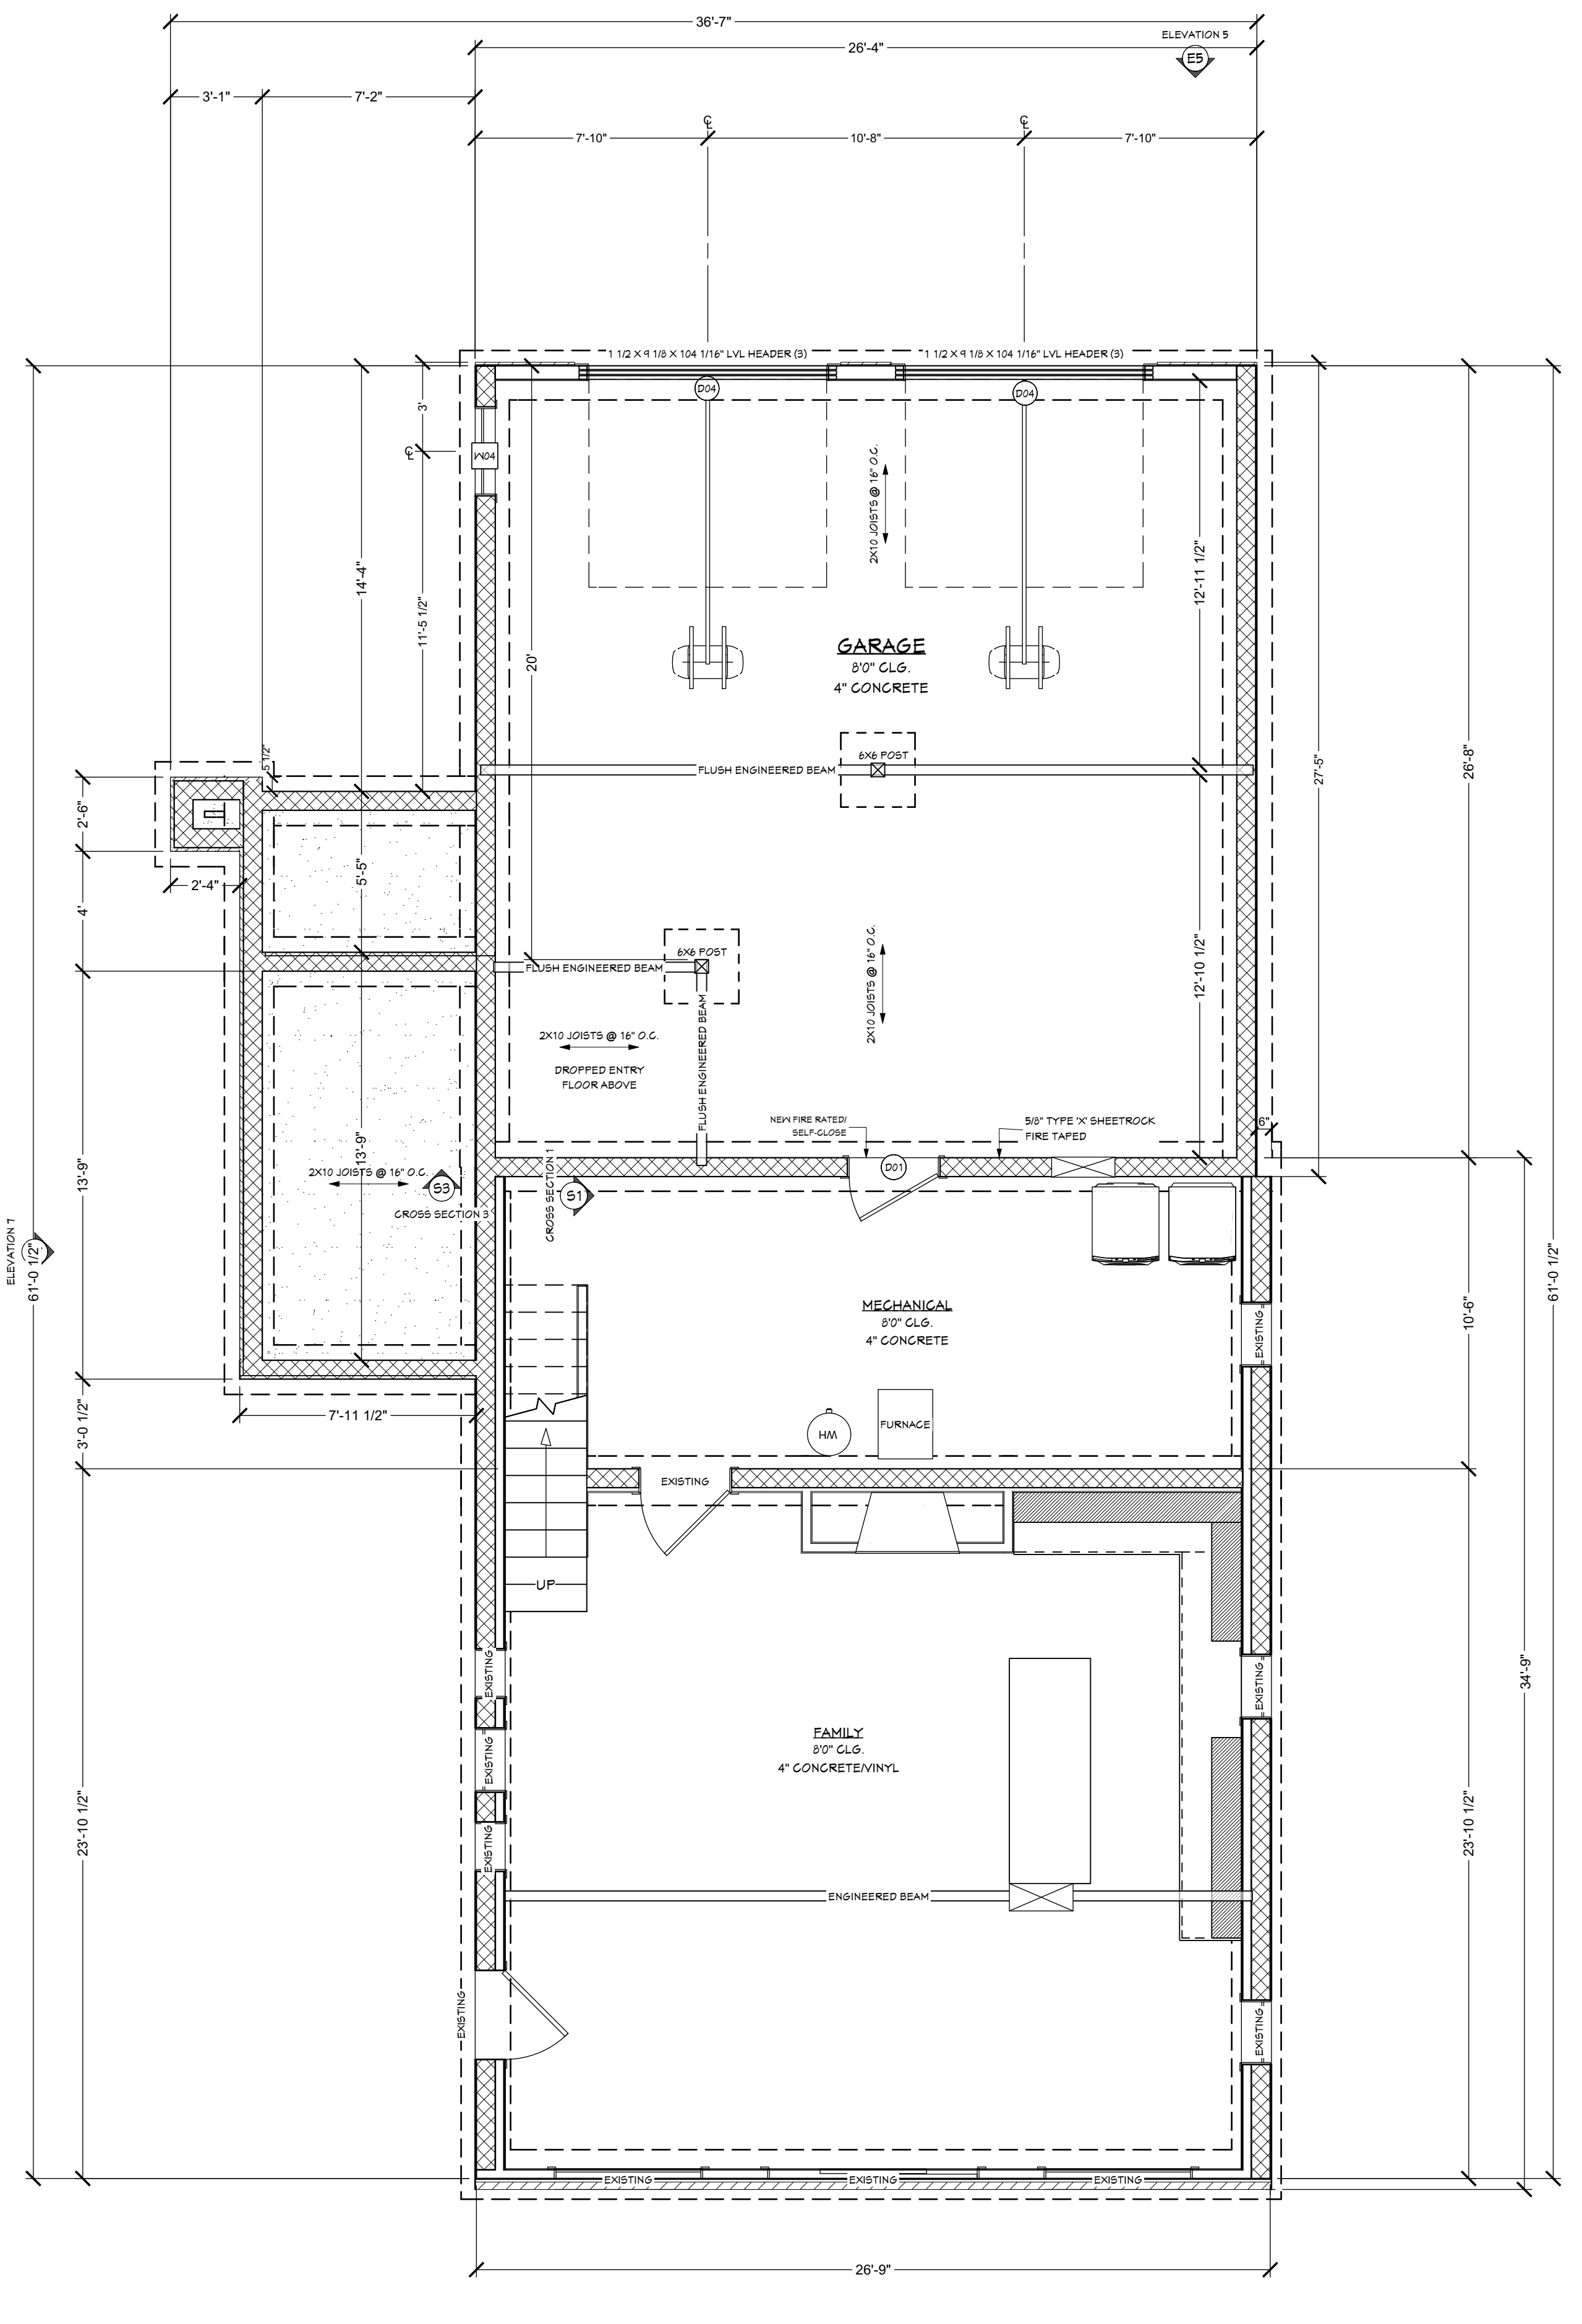 36'-7"
ELEVATION 5
26'-4"
E5
3'-1"
7'-2"
℄
℄
7'-10"
10'-8"
7'-10"
1 1/2 X 9 1/8 X 104 1/16" LVL HEADER (3)
1 1/2 X 9 1/8 X 104 1/16" LVL HEADER (3)
D04
D04
3'
℄
W04
2X10 JOISTS @ 16" O.C.
14'-4"
11'-5 1/2"
20'
12'-11 1/2"
GARAGE
8'0" CLG.
4" CONCRETE
5 1/2"
6X6 POST
FLUSH ENGINEERED BEAM
26'-8"
27'-5"
2'-6"
5'-5"
2'-4"
4'
6X6 POST
FLUSH ENGINEERED BEAM
FLUSH ENGINEERED BEAM
2X10 JOISTS @ 16" O.C.
12'-10 1/2"
2X10 JOISTS @ 16" O.C.
DROPPED ENTRY
FLOOR ABOVE
NEW FIRE RATED/
SELF-CLOSE
5/8" TYPE 'X' SHEETROCK
FIRE TAPED
6"
D01
13'-9"
13'-9"
2X10 JOISTS @ 16" O.C.
S3
CROSS SECTION 3
CROSS SECTION 1
S1
ELEVATION 7
61'-0 1/2"
61'-0 1/2"
MECHANICAL
8'0" CLG.
4" CONCRETE
EXISTING
10'-6"
7'-11 1/2"
3'-0 1/2"
HW
FURNACE
EXISTING
UP
EXISTING
EXISTING
EXISTING
EXISTING
34'-9"
FAMILY
8'0" CLG.
4" CONCRETE/VINYL
23'-10 1/2"
23'-10 1/2"
ENGINEERED BEAM
EXISTING
EXISTING
EXISTING
EXISTING
EXISTING
26'-9"